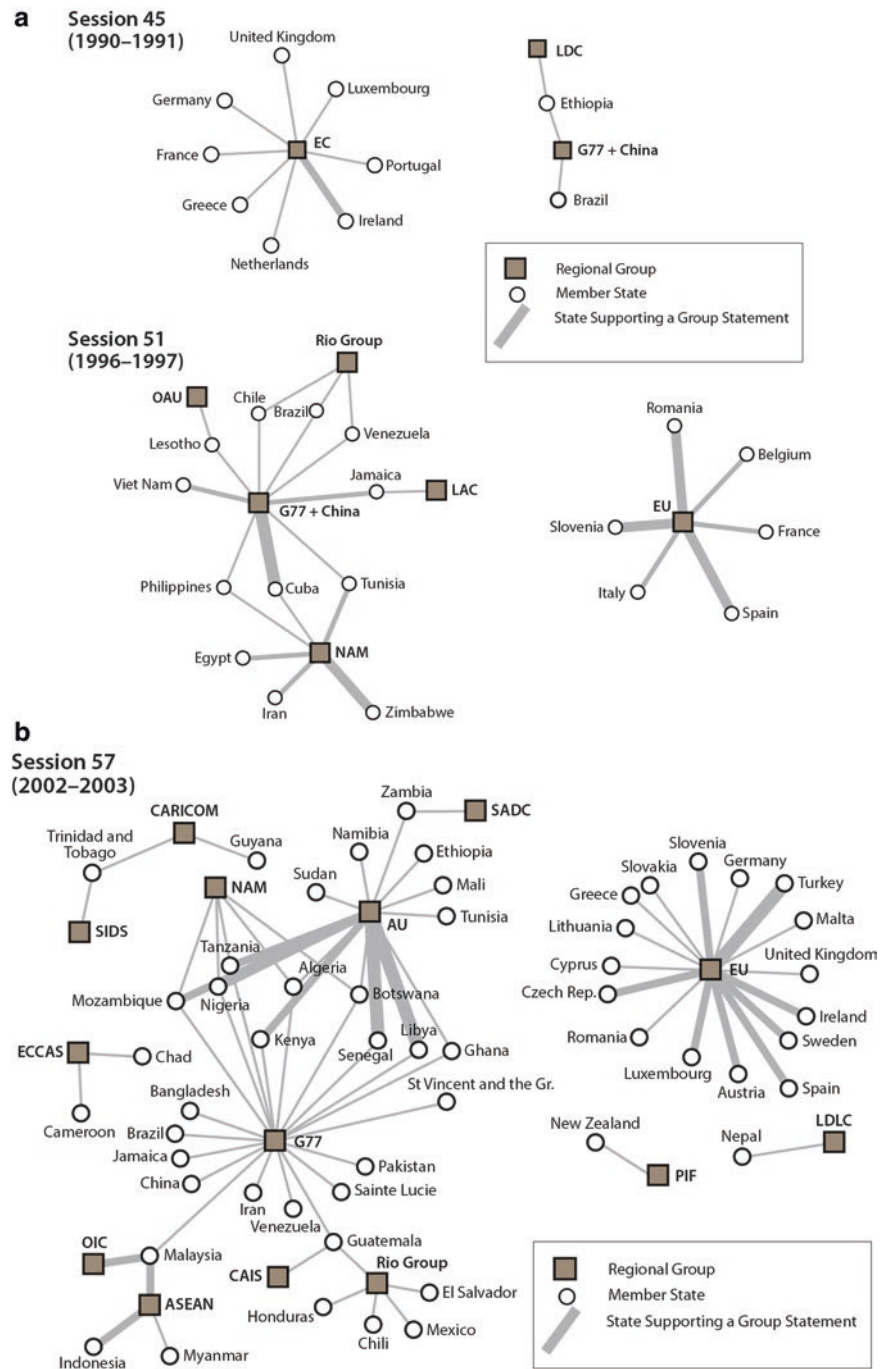 a
Session 45
(1990–1991)
United Kingdom
LDC
Luxembourg
Germany
Ethiopia
EC
G77 + China
France
Portugal
Greece
Brazil
Ireland
Netherlands
Regional Group
Member State
State Supporting a Group Statement
Session 51
(1996–1997)
Rio Group
OAU
Chile
Brazil
Romania
Lesotho
Venezuela
Belgium
Viet Nam
Jamaica
LAC
G77 + China
EU
Slovenia
France
Philippines
Cuba
Tunisia
Italy
Spain
Egypt
NAM
Iran
Zimbabwe
b
Session 57
(2002–2003)
CARICOM
Zambia
SADC
Trinidad and
Tobago
Guyana
Namibia
Ethiopia
Slovenia
Germany
NAM
Sudan
Mali
Slovakia
Turkey
Greece
SIDS
AU
Tunisia
Lithuania
Malta
Tanzania
Algeria
Cyprus
EU
United Kingdom
Mozambique
Nigeria
Botswana
Czech Rep.
Ireland
ECCAS
Kenya
Libya
Romania
Sweden
Chad
Senegal
Ghana
Luxembourg
Austria
Spain
Bangladesh
St Vincent and the Gr.
Cameroon
Brazil
G77
New Zealand
Nepal
LDLC
Jamaica
Pakistan
PIF
China
Iran
Sainte Lucie
Venezuela
OIC
Malaysia
Guatemala
CAIS
Rio Group
ASEAN
El Salvador
Honduras
Mexico
Chili
Indonesia
Myanmar
Regional Group
Member State
State Supporting a Group Statement